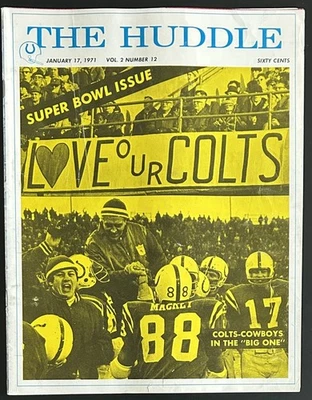 THE HUDDLE
JANUARY 17, 1971 VOL. 2 NUMBER 12 SIXTY CENTS
SUPER BOWL ISSUE
L♥VE OUR COLTS
88
MACKEY
88
17
COLTS-COWBOYS
IN THE "BIG ONE"